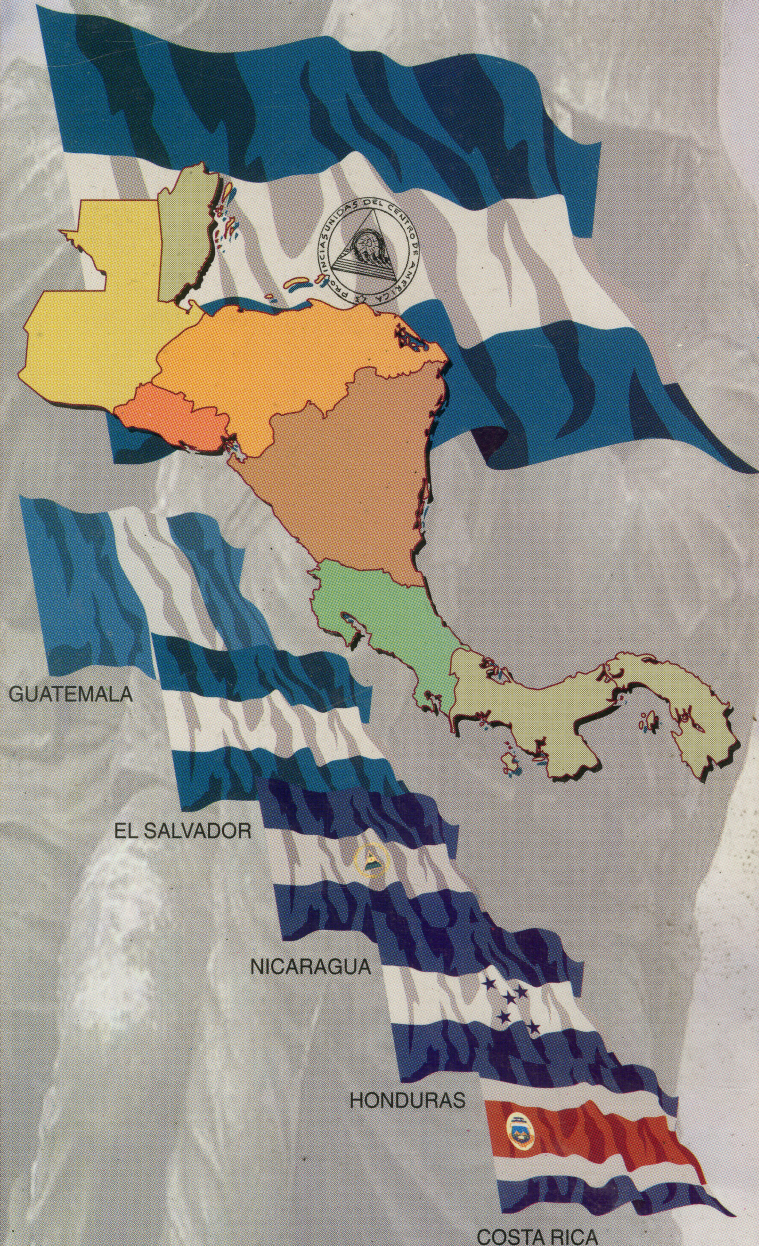 PROVINCIAS UNIDAS DEL CENTRO DE AMERICA
GUATEMALA
EL SALVADOR
NICARAGUA
HONDURAS
COSTA RICA